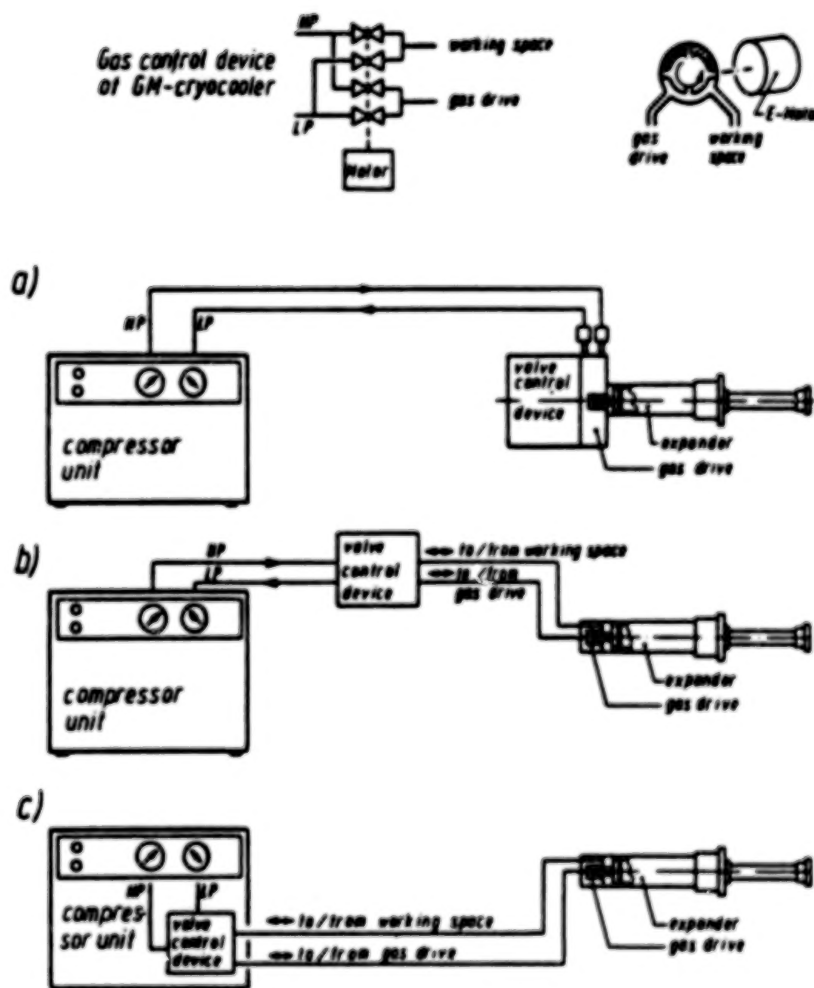 Gas control device
of GM-cryocooler
HP
LP
working space
gas drive
Motor
gas
drive
working
space
E-Motor
a)
HP
LP
compressor
unit
valve
control
device
expander
gas drive
b)
HP
LP
compressor
unit
valve
control
device
to/from working space
to/from
gas drive
expander
gas drive
c)
HP
LP
compres-
sor unit
valve
control
device
to/from working space
to/from gas drive
expander
gas drive